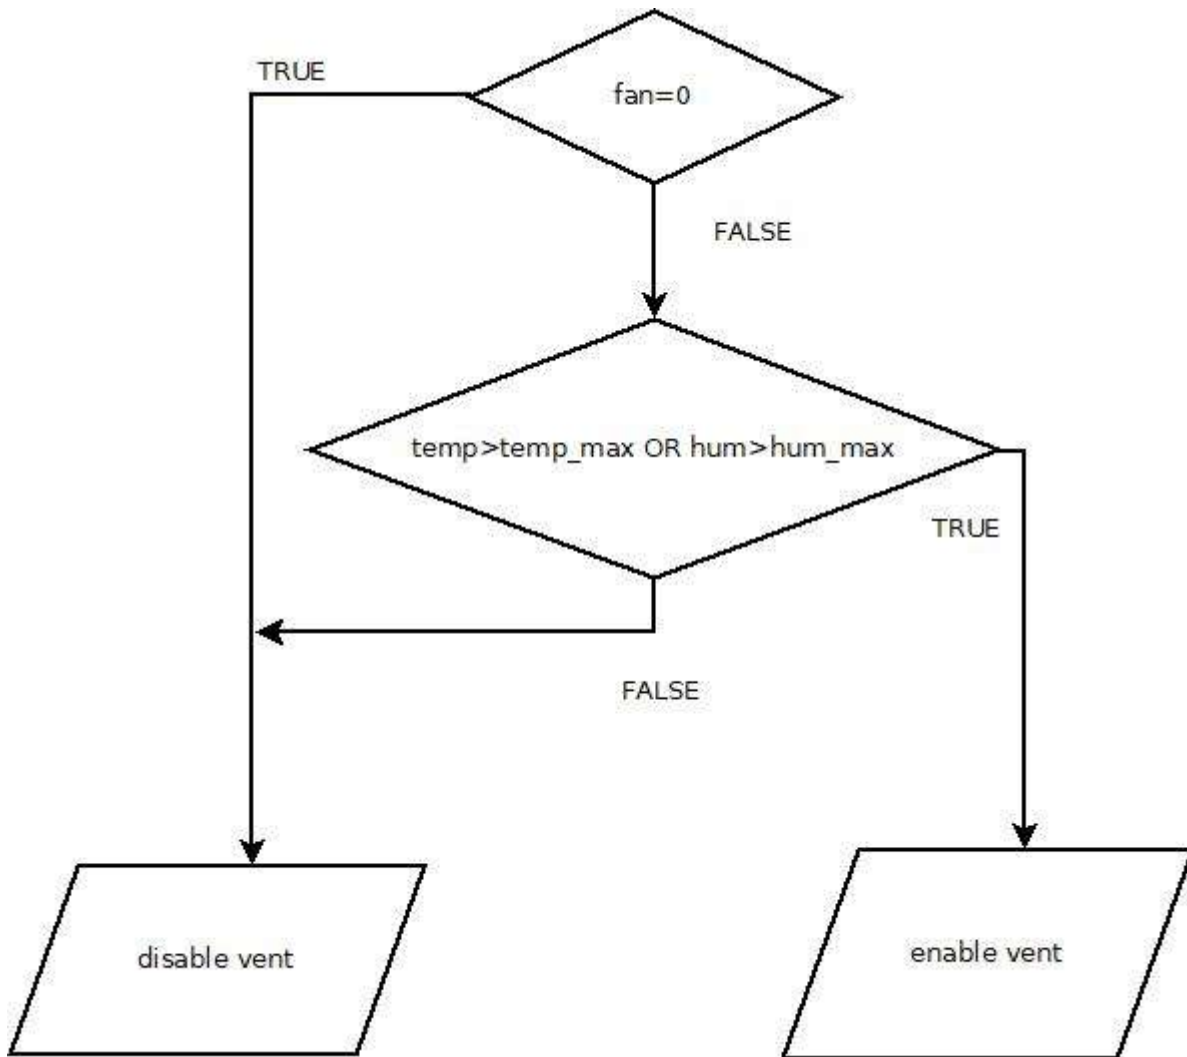 TRUE
fan=0
FALSE
temp>temp_max OR hum>hum_max
TRUE
FALSE
disable vent
enable vent